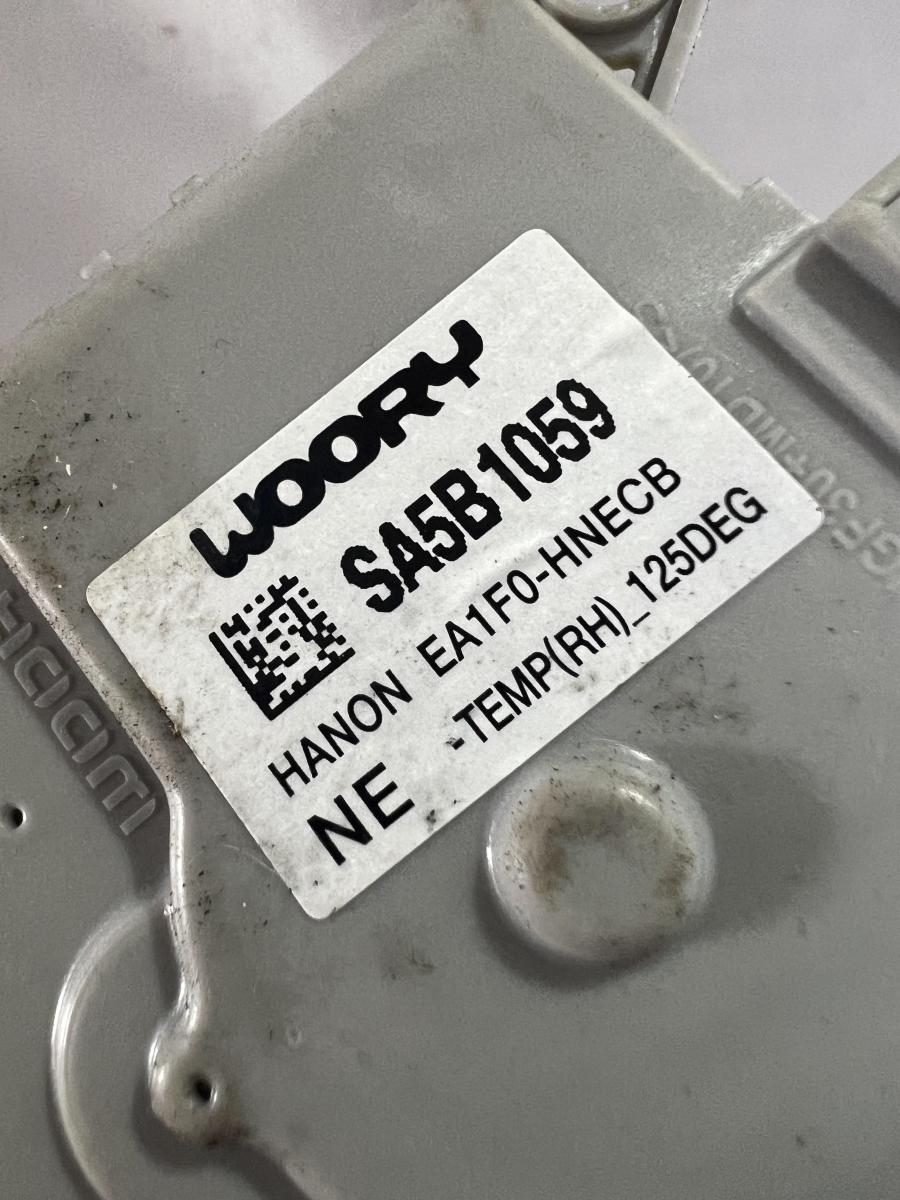 WOORY
SA5B1059
HANON EA1F0-HNECB
NE -TEMP(RH)_125DEG